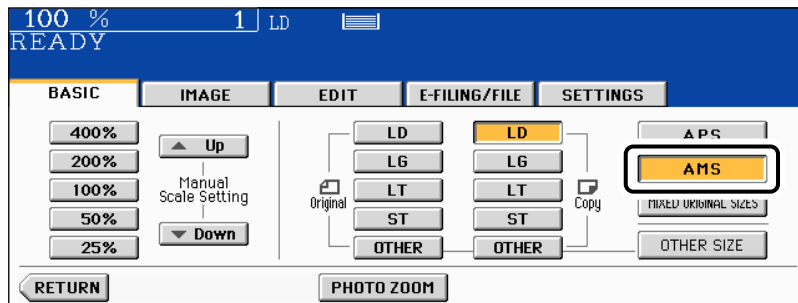 100 % 1 LD
READY
BASIC IMAGE EDIT E-FILING/FILE SETTINGS
400%
200%
100%
50%
25%
Up
Manual
Scale Setting
Down
Original
LD
LG
LT
ST
OTHER
LD
LG
LT
ST
OTHER
Copy
APS
AMS
MIXED ORIGINAL SIZES
OTHER SIZE
RETURN PHOTO ZOOM